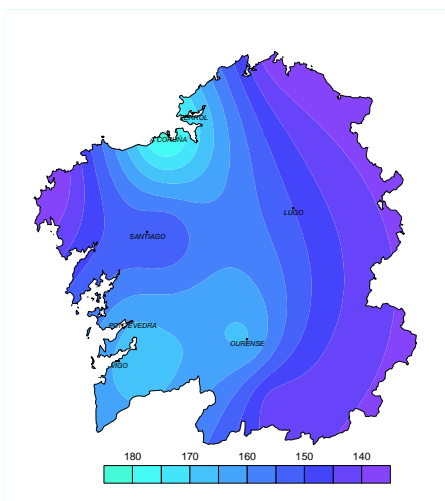 FERROL
A CORUÑA
LUGO
SANTIAGO
PONTEVEDRA
OURENSE
VIGO
180 170 160 150 140